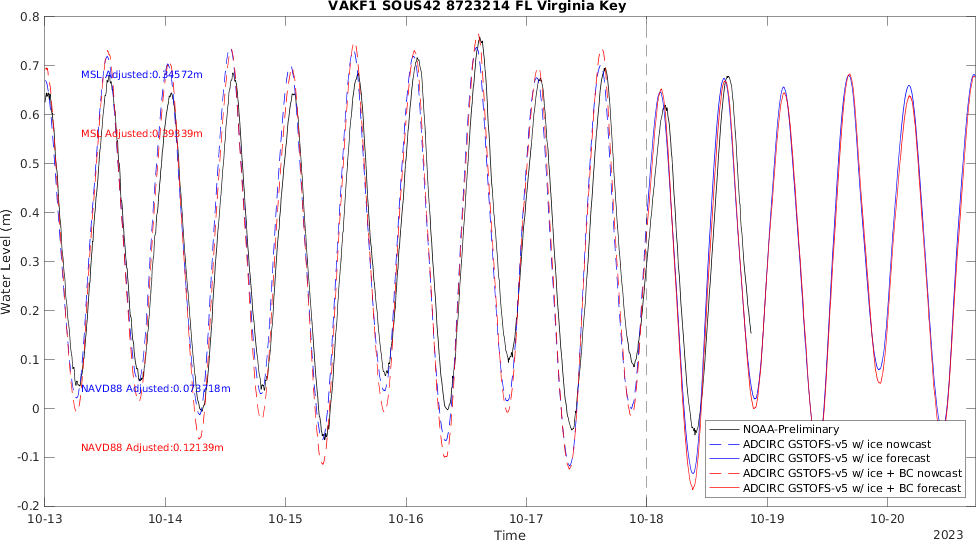 VAKF1 SOUS42 8723214 FL Virginia Key
0.8
0.7
0.6
0.5
0.4
0.3
0.2
0.1
0
-0.1
-0.2
Water Level (m)
MSL Adjusted:0.34572m
MSL Adjusted:0.39339m
NAVD88 Adjusted:0.073718m
NAVD88 Adjusted:0.12139m
NOAA-Preliminary
ADCIRC GSTOFS-v5 w/ ice nowcast
ADCIRC GSTOFS-v5 w/ ice forecast
ADCIRC GSTOFS-v5 w/ ice + BC nowcast
ADCIRC GSTOFS-v5 w/ ice + BC forecast
10-13 10-14 10-15 10-16 10-17 10-18 10-19 10-20
Time
2023